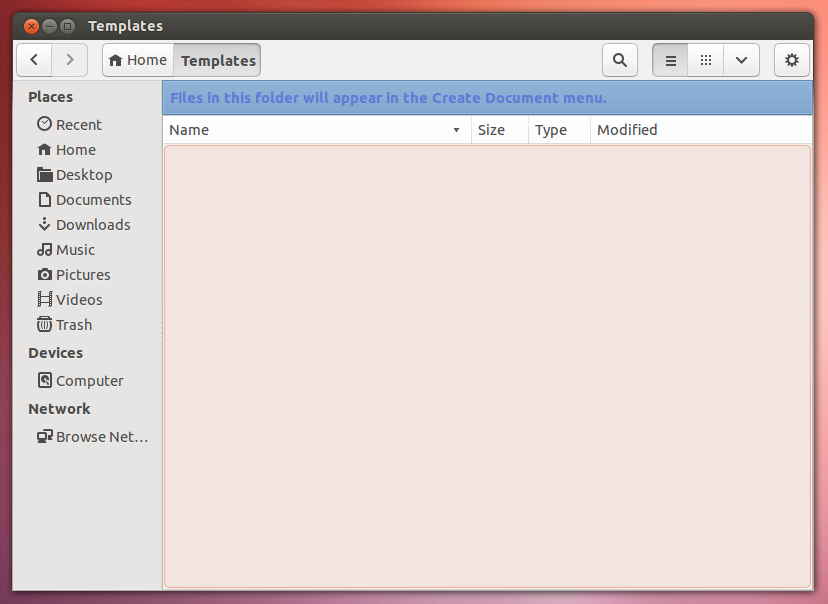 Templates
Home Templates
Places
Recent
Home
Desktop
Documents
Downloads
Music
Pictures
Videos
Trash
Devices
Computer
Network
Browse Net…
Files in this folder will appear in the Create Document menu.
Name Size Type Modified